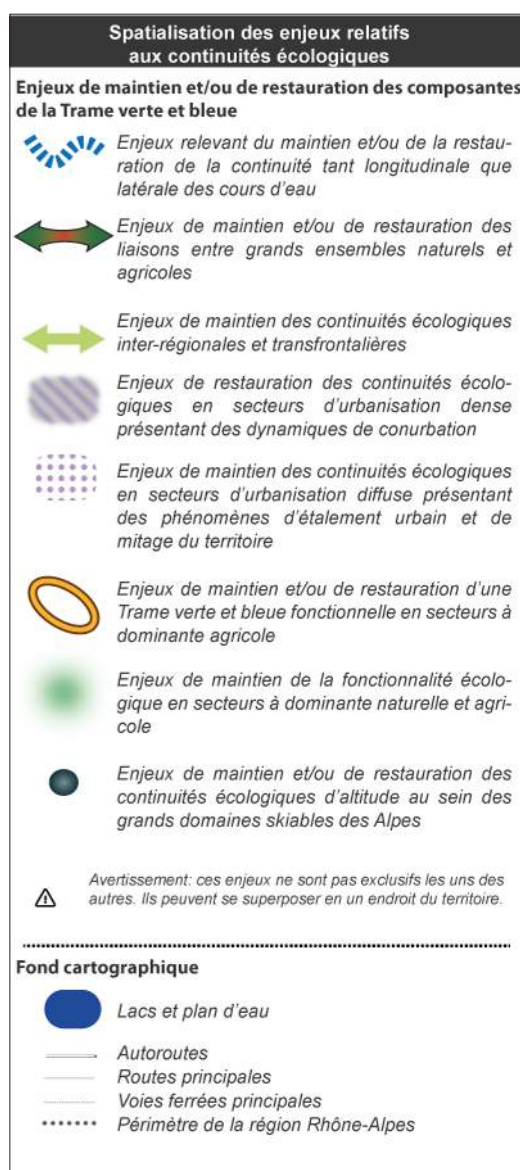 Spatialisation des enjeux relatifs
aux continuités écologiques
Enjeux de maintien et/ou de restauration des composantes
de la Trame verte et bleue
Enjeux relevant du maintien et/ou de la restau-
ration de la continuité tant longitudinale que
latérale des cours d'eau
Enjeux de maintien et/ou de restauration des
liaisons entre grands ensembles naturels et
agricoles
Enjeux de maintien des continuités écologiques
inter-régionales et transfrontalières
Enjeux de restauration des continuités écolo-
giques en secteurs d'urbanisation dense
présentant des dynamiques de conurbation
Enjeux de maintien des continuités écologiques
en secteurs d'urbanisation diffuse présentant
des phénomènes d'étalement urbain et de
mitage du territoire
Enjeux de maintien et/ou de restauration d'une
Trame verte et bleue fonctionnelle en secteurs à
dominante agricole
Enjeux de maintien de la fonctionnalité écolo-
gique en secteurs à dominante naturelle et agri-
cole
Enjeux de maintien et/ou de restauration des
continuités écologiques d'altitude au sein des
grands domaines skiables des Alpes
Avertissement: ces enjeux ne sont pas exclusifs les uns des
autres. Ils peuvent se superposer en un endroit du territoire.
Fond cartographique
Lacs et plan d'eau
Autoroutes
Routes principales
Voies ferrées principales
Périmètre de la région Rhône-Alpes